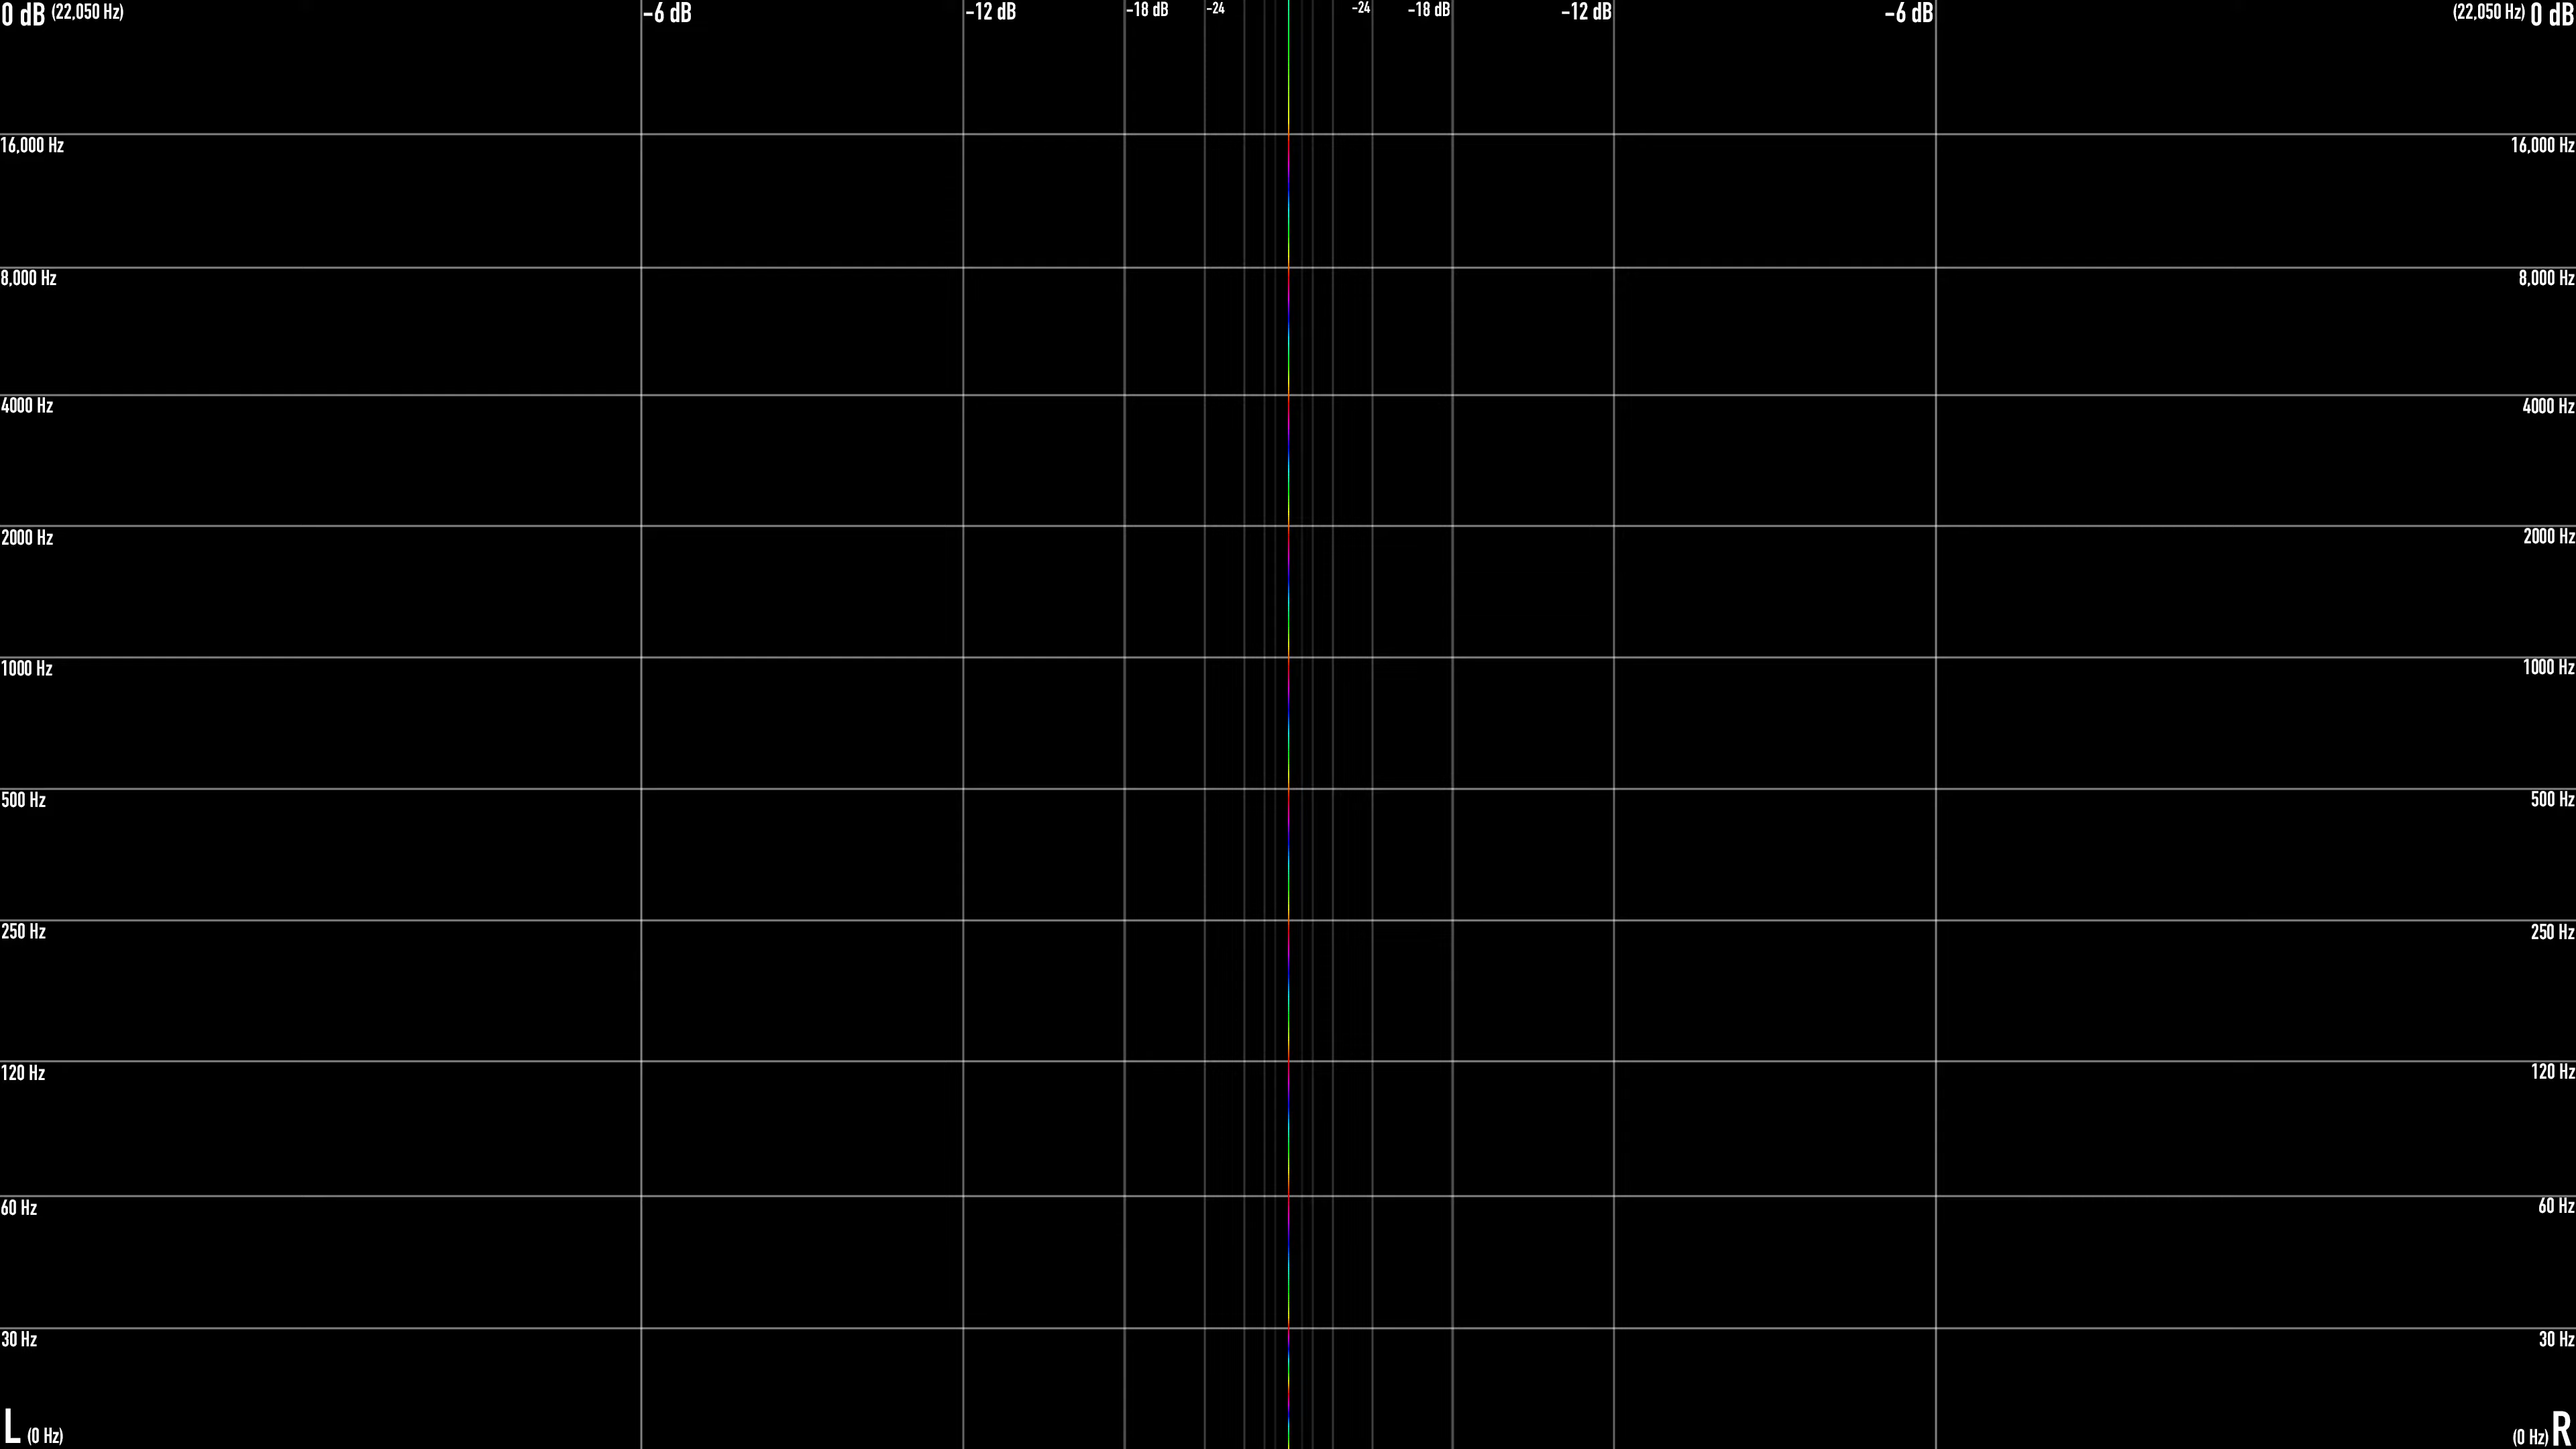 0 dB (22,050 Hz) −6 dB −12 dB −18 dB −24 −24 −18 dB −12 dB −6 dB (22,050 Hz) 0 dB
16,000 Hz 16,000 Hz
8,000 Hz 8,000 Hz
4000 Hz 4000 Hz
2000 Hz 2000 Hz
1000 Hz 1000 Hz
500 Hz 500 Hz
250 Hz 250 Hz
120 Hz 120 Hz
60 Hz 60 Hz
30 Hz 30 Hz
L (0 Hz) (0 Hz) R